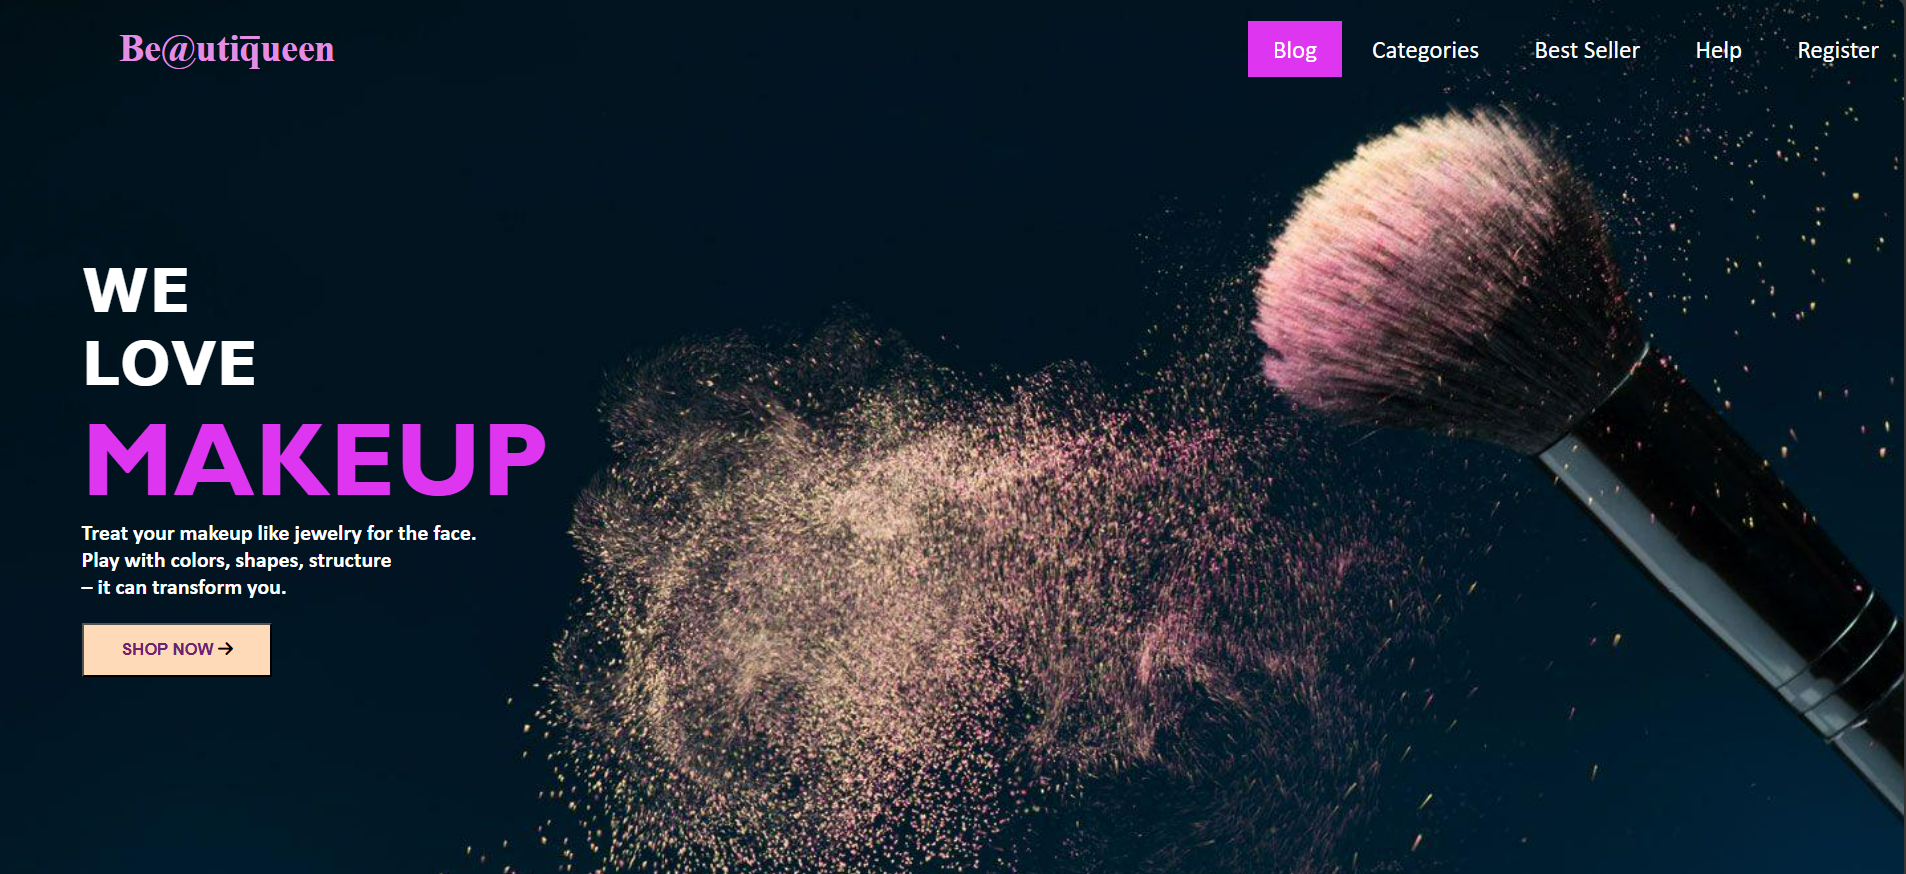 Be@utiq̅ueen
Blog Categories Best Seller Help Register
WE
LOVE
MAKEUP
Treat your makeup like jewelry for the face.
Play with colors, shapes, structure
– it can transform you.
SHOP NOW →